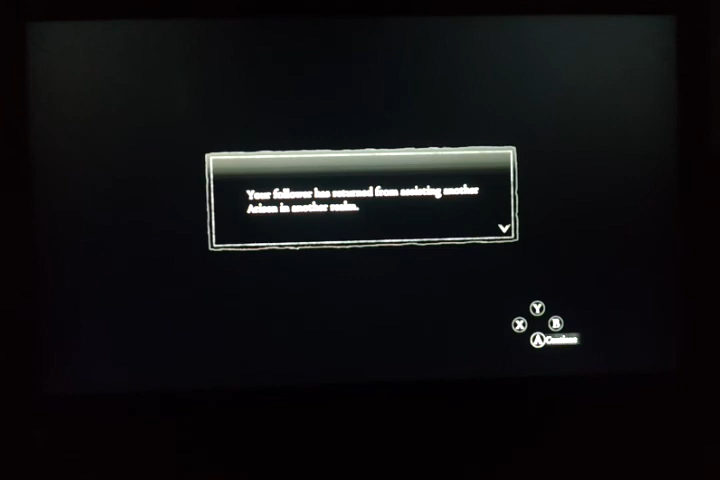 Your follower has returned from assisting another
Arisen in another realm.
Y
X B
A Continue